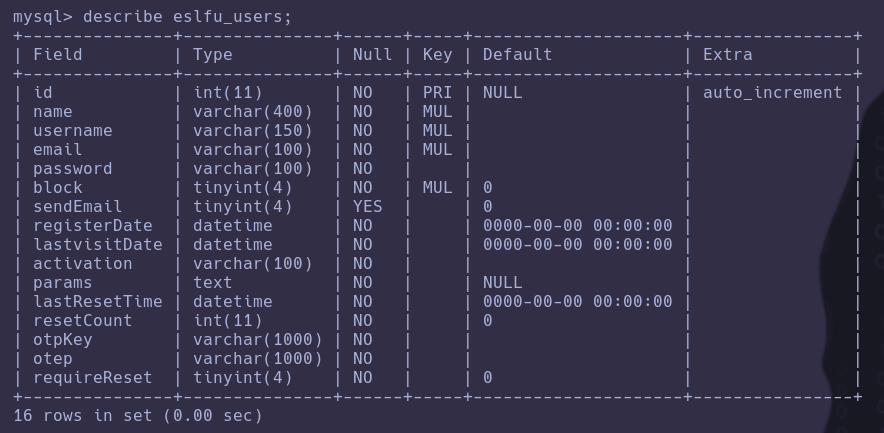 mysql> describe eslfu_users;
+---------------+---------------+------+-----+---------------------+----------------+
| Field         | Type          | Null | Key | Default             | Extra          |
+---------------+---------------+------+-----+---------------------+----------------+
| id            | int(11)       | NO   | PRI | NULL                | auto_increment |
| name          | varchar(400)  | NO   | MUL |                     |                |
| username      | varchar(150)  | NO   | MUL |                     |                |
| email         | varchar(100)  | NO   | MUL |                     |                |
| password      | varchar(100)  | NO   |     |                     |                |
| block         | tinyint(4)    | NO   | MUL | 0                   |                |
| sendEmail     | tinyint(4)    | YES  |     | 0                   |                |
| registerDate  | datetime      | NO   |     | 0000-00-00 00:00:00 |                |
| lastvisitDate | datetime      | NO   |     | 0000-00-00 00:00:00 |                |
| activation    | varchar(100)  | NO   |     |                     |                |
| params        | text          | NO   |     | NULL                |                |
| lastResetTime | datetime      | NO   |     | 0000-00-00 00:00:00 |                |
| resetCount    | int(11)       | NO   |     | 0                   |                |
| otpKey        | varchar(1000) | NO   |     |                     |                |
| otep          | varchar(1000) | NO   |     |                     |                |
| requireReset  | tinyint(4)    | NO   |     | 0                   |                |
+---------------+---------------+------+-----+---------------------+----------------+
16 rows in set (0.00 sec)